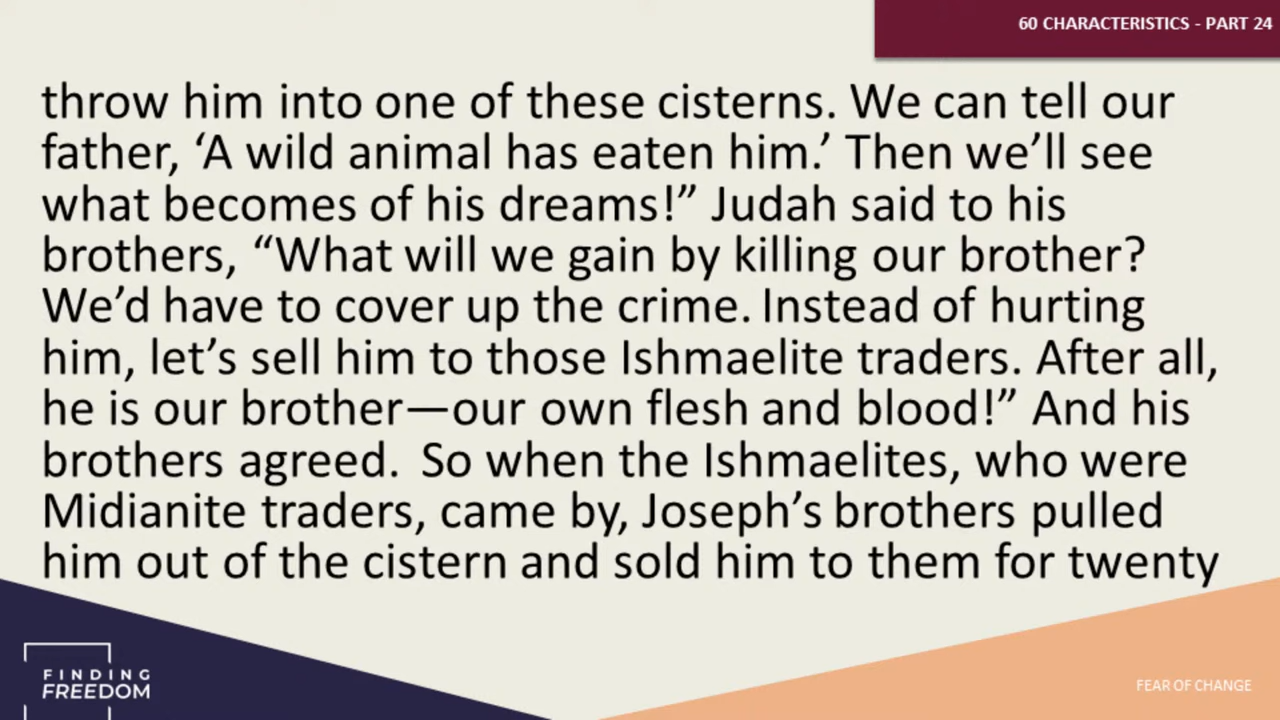 60 CHARACTERISTICS - PART 24
throw him into one of these cisterns. We can tell our
father, ‘A wild animal has eaten him.’ Then we’ll see
what becomes of his dreams!” Judah said to his
brothers, “What will we gain by killing our brother?
We’d have to cover up the crime. Instead of hurting
him, let’s sell him to those Ishmaelite traders. After all,
he is our brother—our own flesh and blood!” And his
brothers agreed. So when the Ishmaelites, who were
Midianite traders, came by, Joseph’s brothers pulled
him out of the cistern and sold him to them for twenty
FINDING
FREEDOM
FEAR OF CHANGE